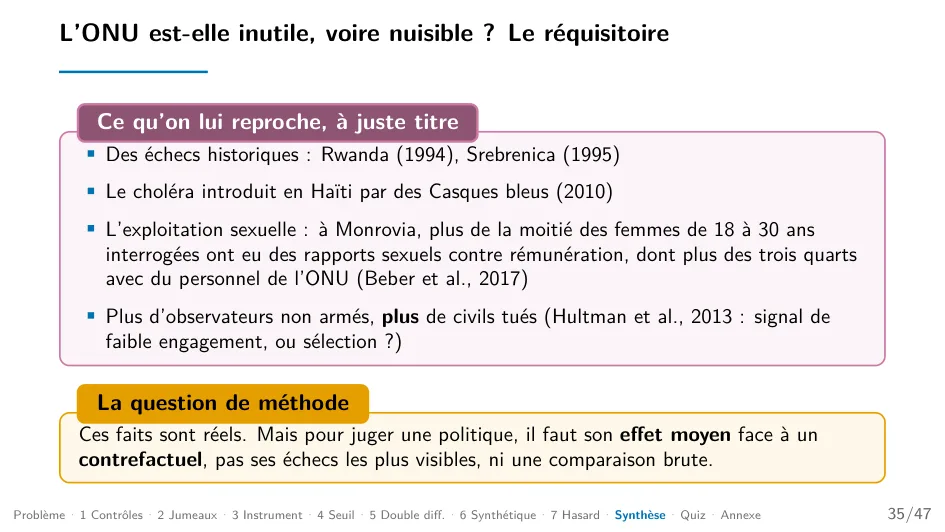 L'ONU est-elle inutile, voire nuisible ? Le réquisitoire
Ce qu'on lui reproche, à juste titre
▪ Des échecs historiques : Rwanda (1994), Srebrenica (1995)
▪ Le choléra introduit en Haïti par des Casques bleus (2010)
▪ L'exploitation sexuelle : à Monrovia, plus de la moitié des femmes de 18 à 30 ans
interrogées ont eu des rapports sexuels contre rémunération, dont plus des trois quarts
avec du personnel de l'ONU (Beber et al., 2017)
▪ Plus d'observateurs non armés, plus de civils tués (Hultman et al., 2013 : signal de
faible engagement, ou sélection ?)
La question de méthode
Ces faits sont réels. Mais pour juger une politique, il faut son effet moyen face à un
contrefactuel, pas ses échecs les plus visibles, ni une comparaison brute.
Problème · 1 Contrôles · 2 Jumeaux · 3 Instrument · 4 Seuil · 5 Double diff. · 6 Synthétique · 7 Hasard · Synthèse · Quiz · Annexe
35/47